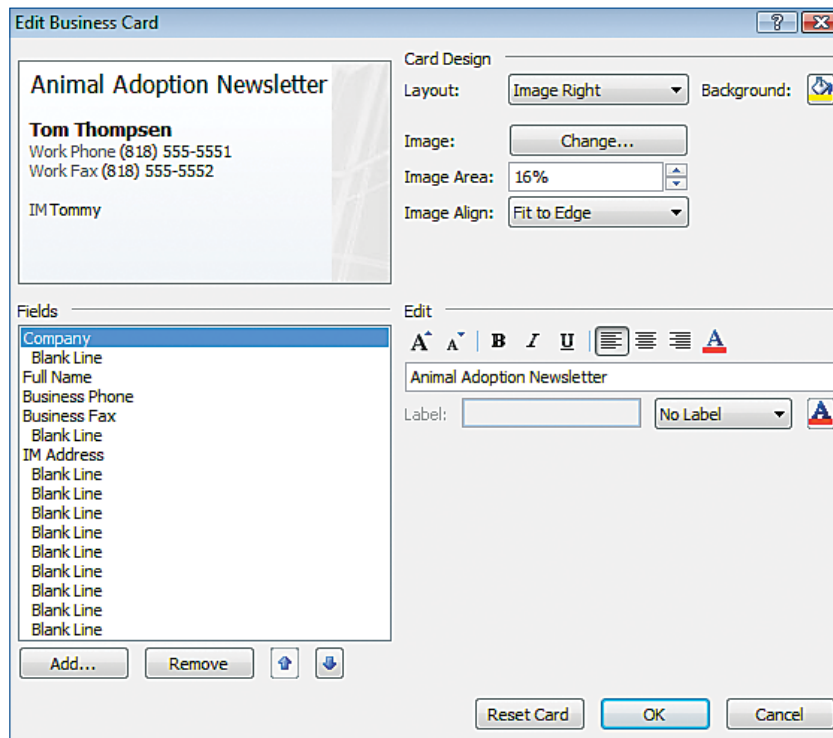 Edit Business Card
Animal Adoption Newsletter
Tom Thompsen
Work Phone (818) 555-5551
Work Fax (818) 555-5552
IM Tommy
Card Design
Layout: Image Right Background:
Image: Change...
Image Area: 16%
Image Align: Fit to Edge
Fields
Company
Blank Line
Full Name
Business Phone
Business Fax
Blank Line
IM Address
Blank Line
Blank Line
Blank Line
Blank Line
Blank Line
Blank Line
Blank Line
Blank Line
Blank Line
Add... Remove
Edit
A A B I U A
Animal Adoption Newsletter
Label: No Label A
Reset Card OK Cancel